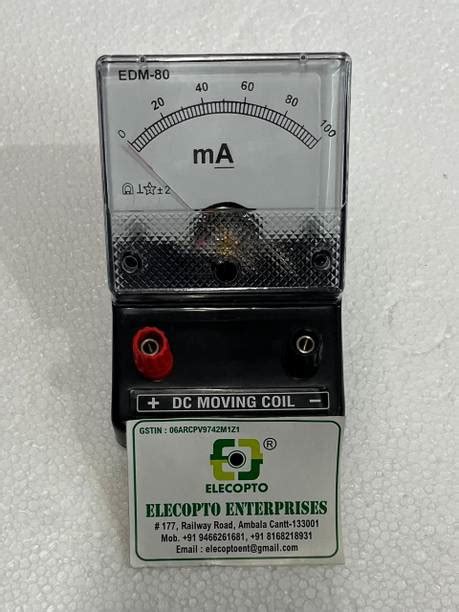 EDM-80
0 20 40 60 80 100
mA
⊥ ☆ ± 2
+ DC MOVING COIL −
GSTIN : 06ARCPV9742M1Z1
®
ELECOPTO
ELECOPTO ENTERPRISES
# 177, Railway Road, Ambala Cantt-133001
Mob. +91 9466261681, +91 8168218931
Email : elecoptoent@gmail.com